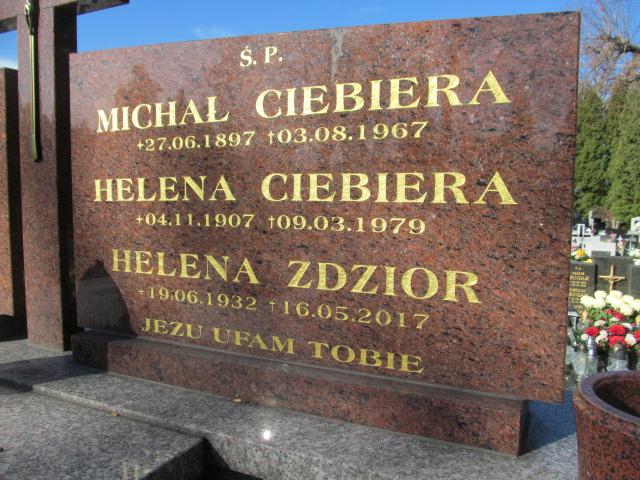 Ś. P.
MICHAŁ CIEBIERA
+27.06.1897 †03.08.1967
HELENA CIEBIERA
+04.11.1907 †09.03.1979
HELENA ZDZIOR
+19.06.1932 †16.05.2017
JEZU UFAM TOBIE